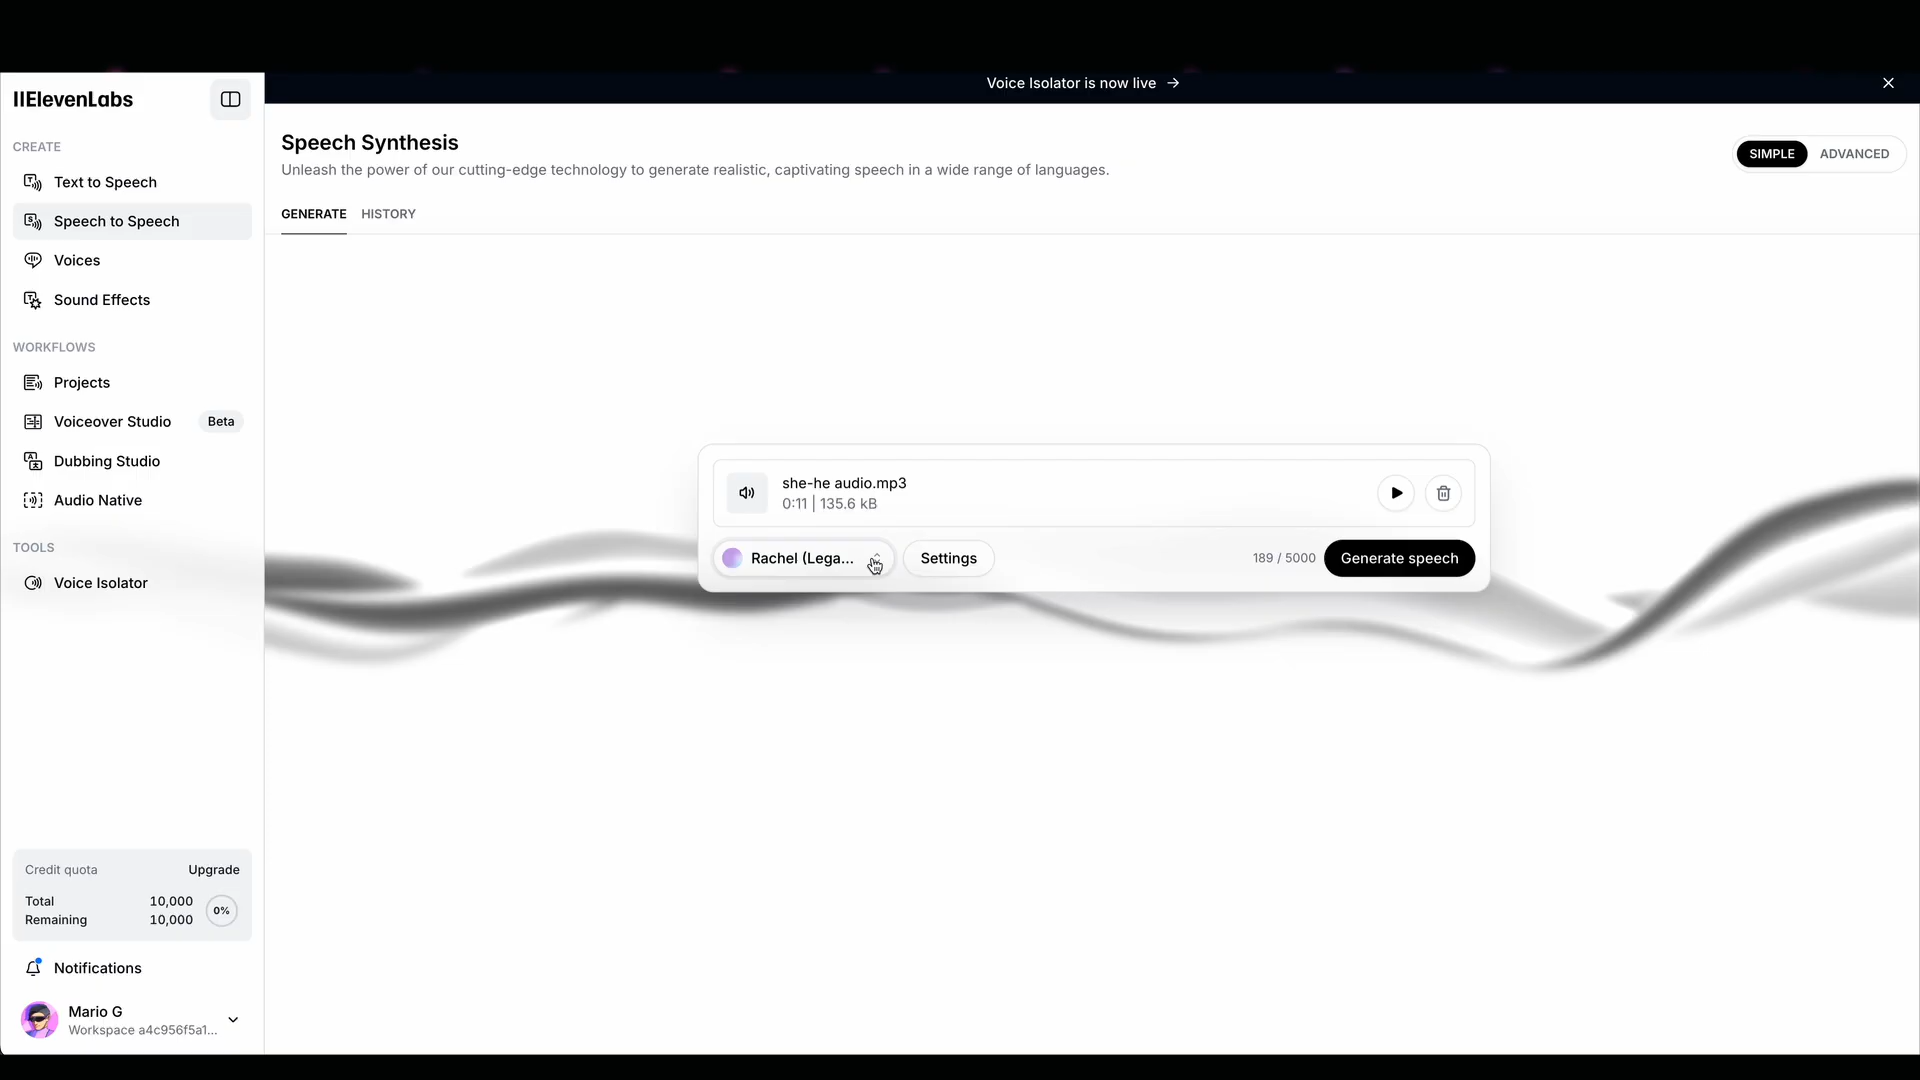 IIElevenLabs
CREATE
Text to Speech
Speech to Speech
Voices
Sound Effects
WORKFLOWS
Projects
Voiceover Studio Beta
Dubbing Studio
Audio Native
TOOLS
Voice Isolator
Credit quota Upgrade
Total 10,000
Remaining 10,000
0%
Notifications
Mario G
Workspace a4c956f5a1...
Voice Isolator is now live →
Speech Synthesis
Unleash the power of our cutting-edge technology to generate realistic, captivating speech in a wide range of languages.
SIMPLE ADVANCED
GENERATE HISTORY
she-he audio.mp3
0:11 | 135.6 kB
Rachel (Lega... Settings 189 / 5000 Generate speech